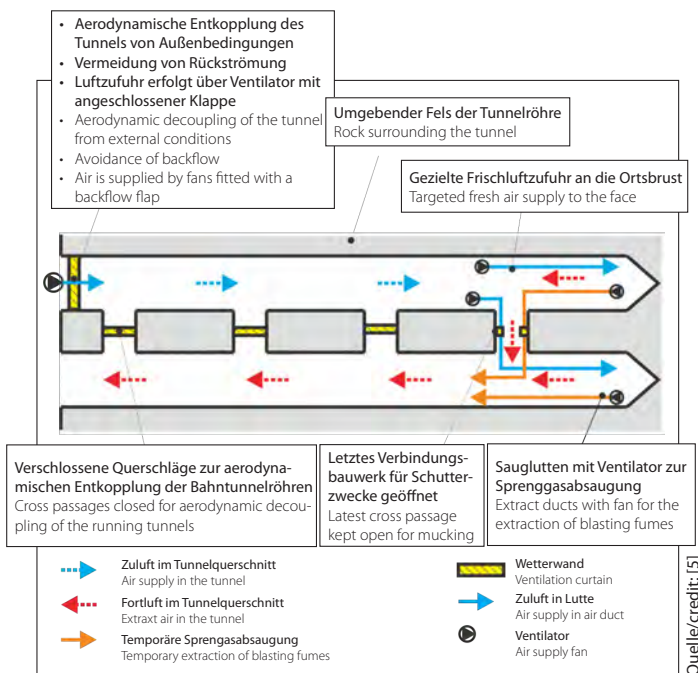 • Aerodynamische Entkopplung des
Tunnels von Außenbedingungen
• Vermeidung von Rückströmung
• Luftzufuhr erfolgt über Ventilator mit
angeschlossener Klappe
• Aerodynamic decoupling of the tunnel
from external conditions
• Avoidance of backflow
• Air is supplied by fans fitted with a
backflow flap
Umgebender Fels der Tunnelröhre
Rock surrounding the tunnel
Gezielte Frischluftzufuhr an die Ortsbrust
Targeted fresh air supply to the face
Verschlossene Querschläge zur aerodyna-
mischen Entkopplung der Bahntunnelröhren
Cross passages closed for aerodynamic decou-
pling of the running tunnels
Letztes Verbindungs-
bauwerk für Schutter-
zwecke geöffnet
Latest cross passage
kept open for mucking
Sauglutten mit Ventilator zur
Sprenggasabsaugung
Extract ducts with fan for the
extraction of blasting fumes
Zuluft im Tunnelquerschnitt
Air supply in the tunnel
Fortluft im Tunnelquerschnitt
Extraxt air in the tunnel
Temporäre Sprengasabsaugung
Temporary extraction of blasting fumes
Wetterwand
Ventilation curtain
Zuluft in Lutte
Air supply in air duct
Ventilator
Air supply fan
Quelle/credit: [5]